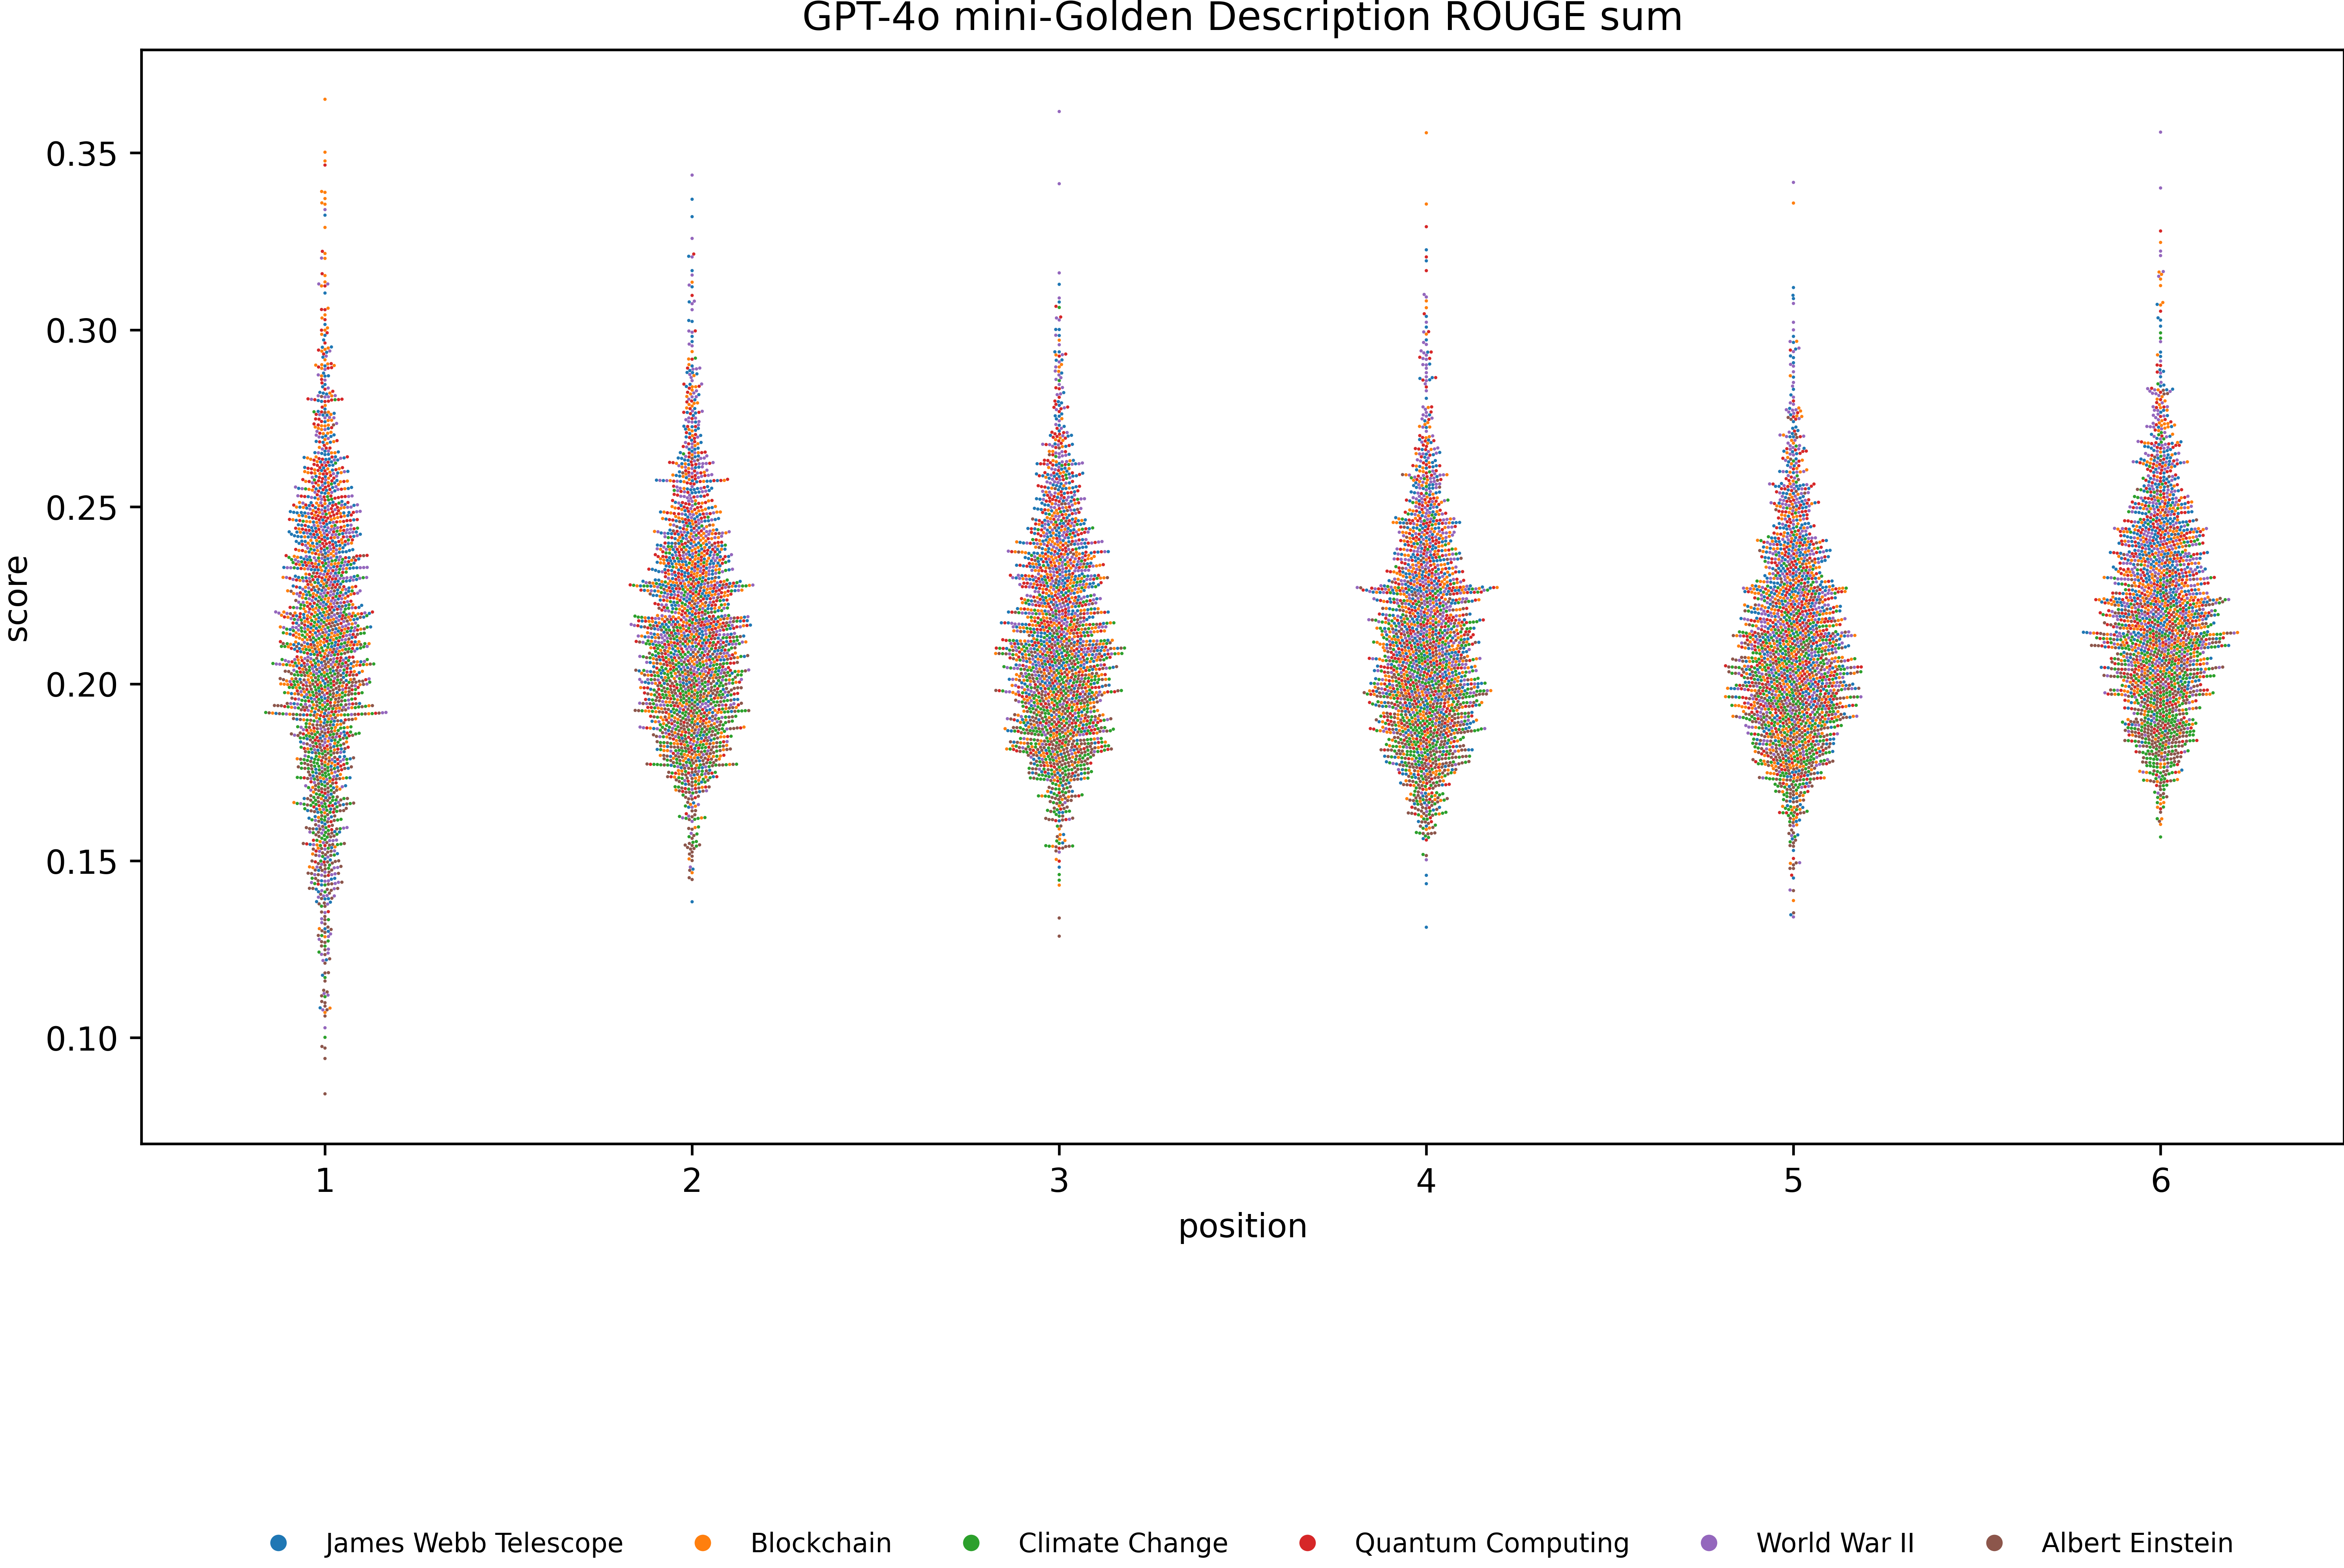 GPT-4o mini-Golden Description ROUGE sum
0.35
0.30
0.25
0.20
0.15
0.10
score
1 2 3 4 5 6
position
James Webb Telescope Blockchain Climate Change Quantum Computing World War II Albert Einstein